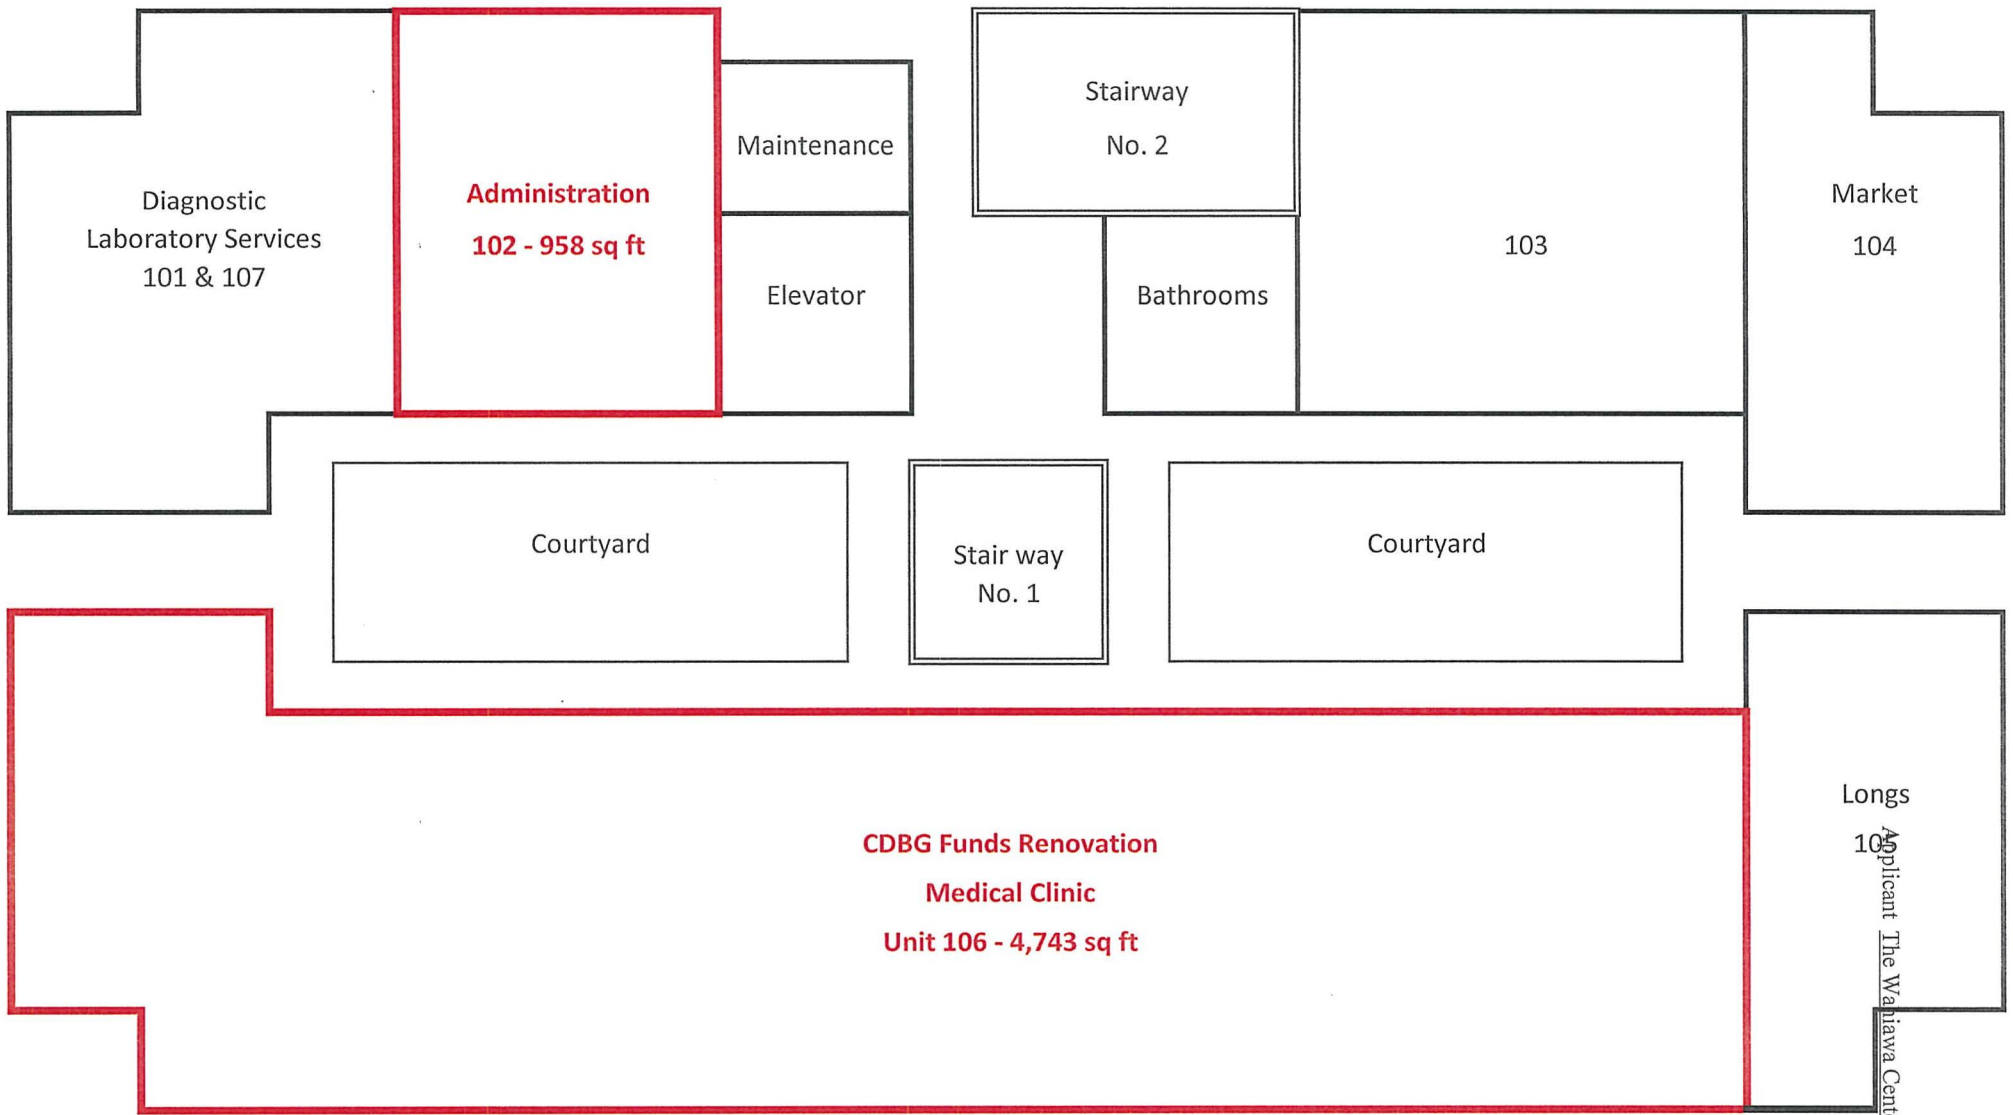 Diagnostic
Laboratory Services
101 & 107
Administration
102 - 958 sq ft
Maintenance
Elevator
Stairway
No. 2
Bathrooms
103
Market
104
Courtyard
Stair way
No. 1
Courtyard
CDBG Funds Renovation
Medical Clinic
Unit 106 - 4,743 sq ft
Longs
105
Applicant The Wahiawa Cent